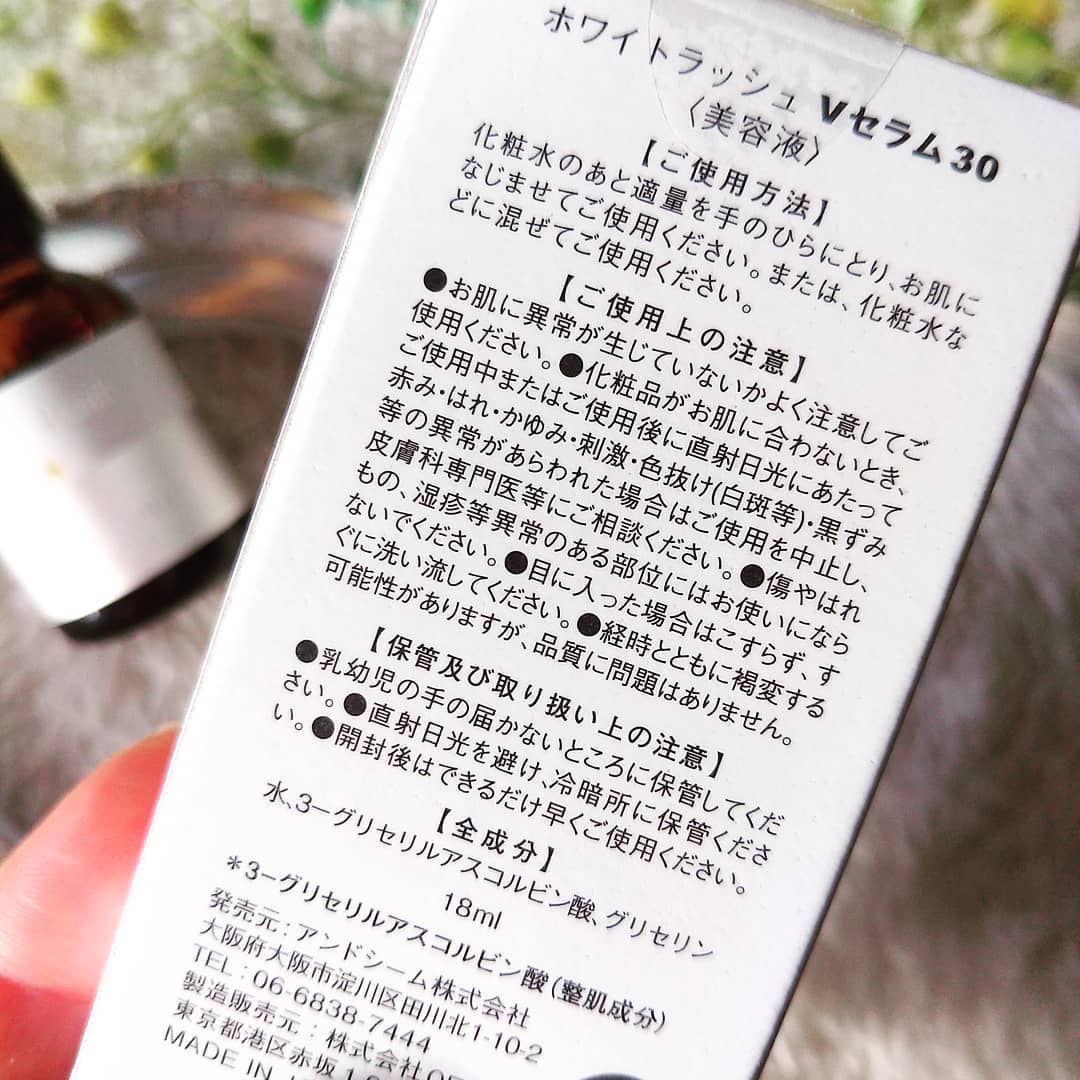 ホワイトラッシュ Vセラム30
〈美容液〉
【ご使用方法】
化粧水のあと適量を手のひらにとり、お肌に
なじませてご使用ください。または、化粧水な
どに混ぜてご使用ください。
【ご使用上の注意】
●お肌に異常が生じていないかよく注意してご
使用ください。●化粧品がお肌に合わないとき、
ご使用中またはご使用後に直射日光にあたって
赤み・はれ・かゆみ・刺激・色抜け(白斑等)・黒ずみ
等の異常があらわれた場合はご使用を中止し、
皮膚科専門医等にご相談ください。●傷やはれ
もの、湿疹等異常のある部位にはお使いになら
ないでください。●目に入った場合はこすらず、す
ぐに洗い流してください。●経時とともに褐変する
可能性がありますが、品質に問題はありません。
【保管及び取り扱い上の注意】
●乳幼児の手の届かないところに保管してくだ
さい。●直射日光を避け、冷暗所に保管くださ
い。●開封後はできるだけ早くご使用ください。
【全成分】
水、3−グリセリルアスコルビン酸、グリセリン
18ml
*3−グリセリルアスコルビン酸(整肌成分)
発売元：アンドシーム株式会社
大阪府大阪市淀川区田川北1-10-2
TEL：06-6838-7444
製造販売元：株式会社
東京都港区赤坂
MADE IN